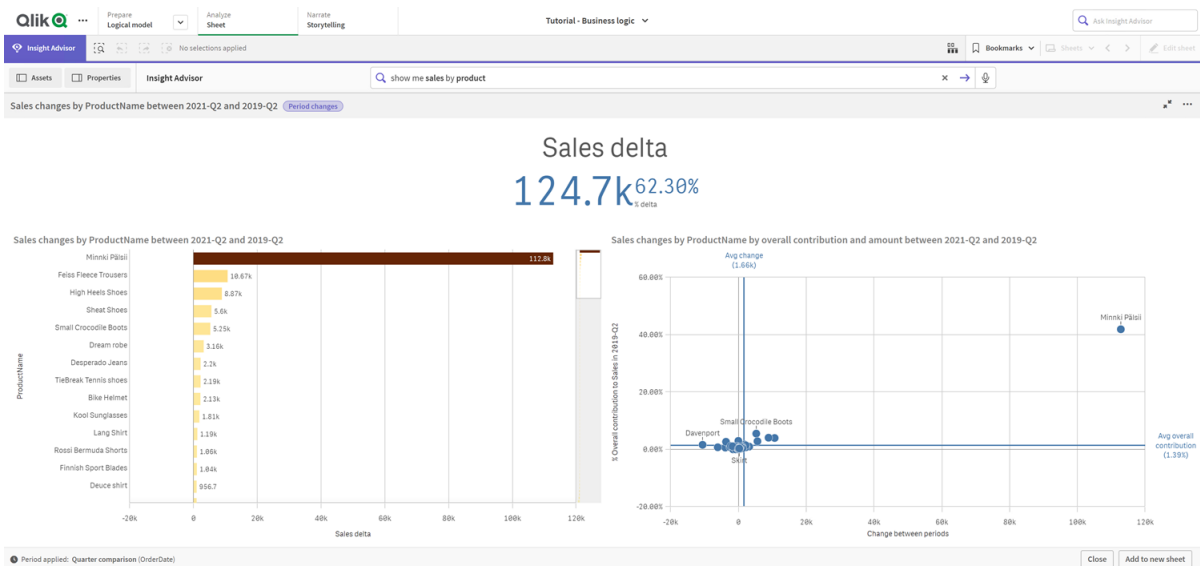 Qlik
Prepare
Logical model
Analyze
Sheet
Narrate
Storytelling
Tutorial - Business logic
Ask Insight Advisor
Insight Advisor
No selections applied
Bookmarks
Sheets
Edit sheet
Assets
Properties
Insight Advisor
show me sales by product
Sales changes by ProductName between 2021-Q2 and 2019-Q2
Period changes
Sales delta
124.7k
62.30%
% delta
Sales changes by ProductName between 2021-Q2 and 2019-Q2
ProductName
Minnki Pälsii
112.8k
Feiss Fleece Trousers
10.67k
High Heels Shoes
8.87k
Sheat Shoes
5.6k
Small Crocodile Boots
5.25k
Dream robe
3.16k
Desperado Jeans
2.2k
TieBreak Tennis shoes
2.19k
Bike Helmet
2.13k
Kool Sunglasses
1.81k
Lang Shirt
1.19k
Rossi Bermuda Shorts
1.06k
Finnish Sport Blades
1.04k
Deuce shirt
956.7
-20k 0 20k 40k 60k 80k 100k 120k
Sales delta
Sales changes by ProductName by overall contribution and amount between 2021-Q2 and 2019-Q2
Avg change
(1.66k)
% Overall contribution to Sales in 2019-Q2
60.00%
40.00%
20.00%
0.00%
-20.00%
Minnki Pälsii
Small Crocodile Boots
Davenport
Skirt
Avg overall
contribution
(1.39%)
-20k 0 20k 40k 60k 80k 100k 120k
Change between periods
Period applied: Quarter comparison (OrderDate)
Close
Add to new sheet